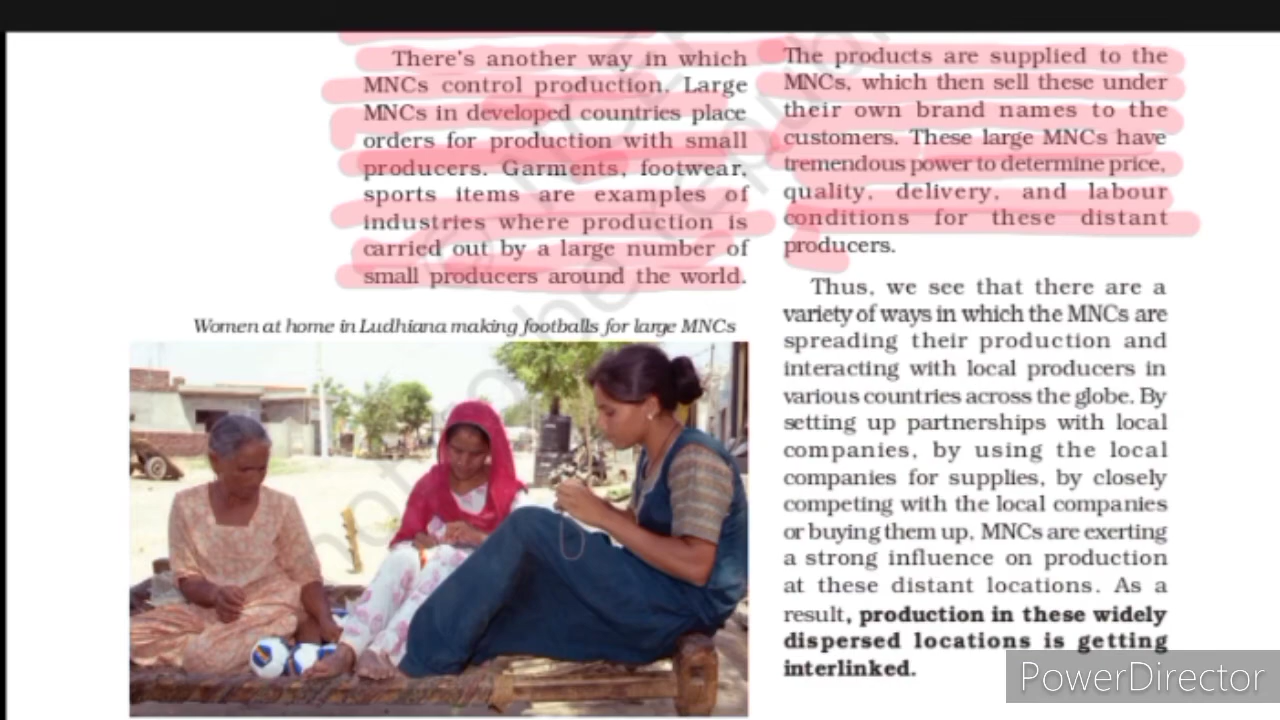 There's another way in which
MNCs control production. Large
MNCs in developed countries place
orders for production with small
producers. Garments, footwear,
sports items are examples of
industries where production is
carried out by a large number of
small producers around the world.
Women at home in Ludhiana making footballs for large MNCs
The products are supplied to the
MNCs, which then sell these under
their own brand names to the
customers. These large MNCs have
tremendous power to determine price,
quality, delivery, and labour
conditions for these distant
producers.
Thus, we see that there are a
variety of ways in which the MNCs are
spreading their production and
interacting with local producers in
various countries across the globe. By
setting up partnerships with local
companies, by using the local
companies for supplies, by closely
competing with the local companies
or buying them up, MNCs are exerting
a strong influence on production
at these distant locations. As a
result, production in these widely
dispersed locations is getting
interlinked.
PowerDirector